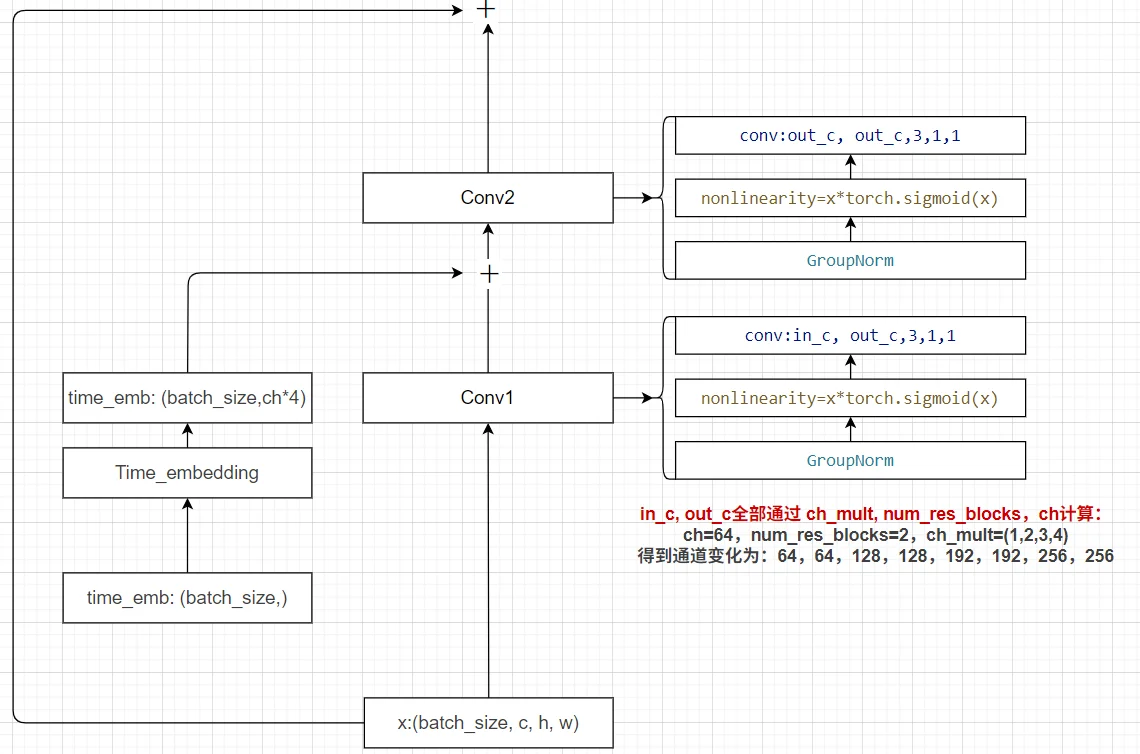 +
conv:out_c, out_c,3,1,1
Conv2
nonlinearity=x*torch.sigmoid(x)
GroupNorm
+
conv:in_c, out_c,3,1,1
time_emb: (batch_size,ch*4)
Conv1
nonlinearity=x*torch.sigmoid(x)
Time_embedding
GroupNorm
in_c, out_c全部通过 ch_mult, num_res_blocks，ch计算：
ch=64，num_res_blocks=2，ch_mult=(1,2,3,4)
得到通道变化为：64，64，128，128，192，192，256，256
time_emb: (batch_size,)
x:(batch_size, c, h, w)